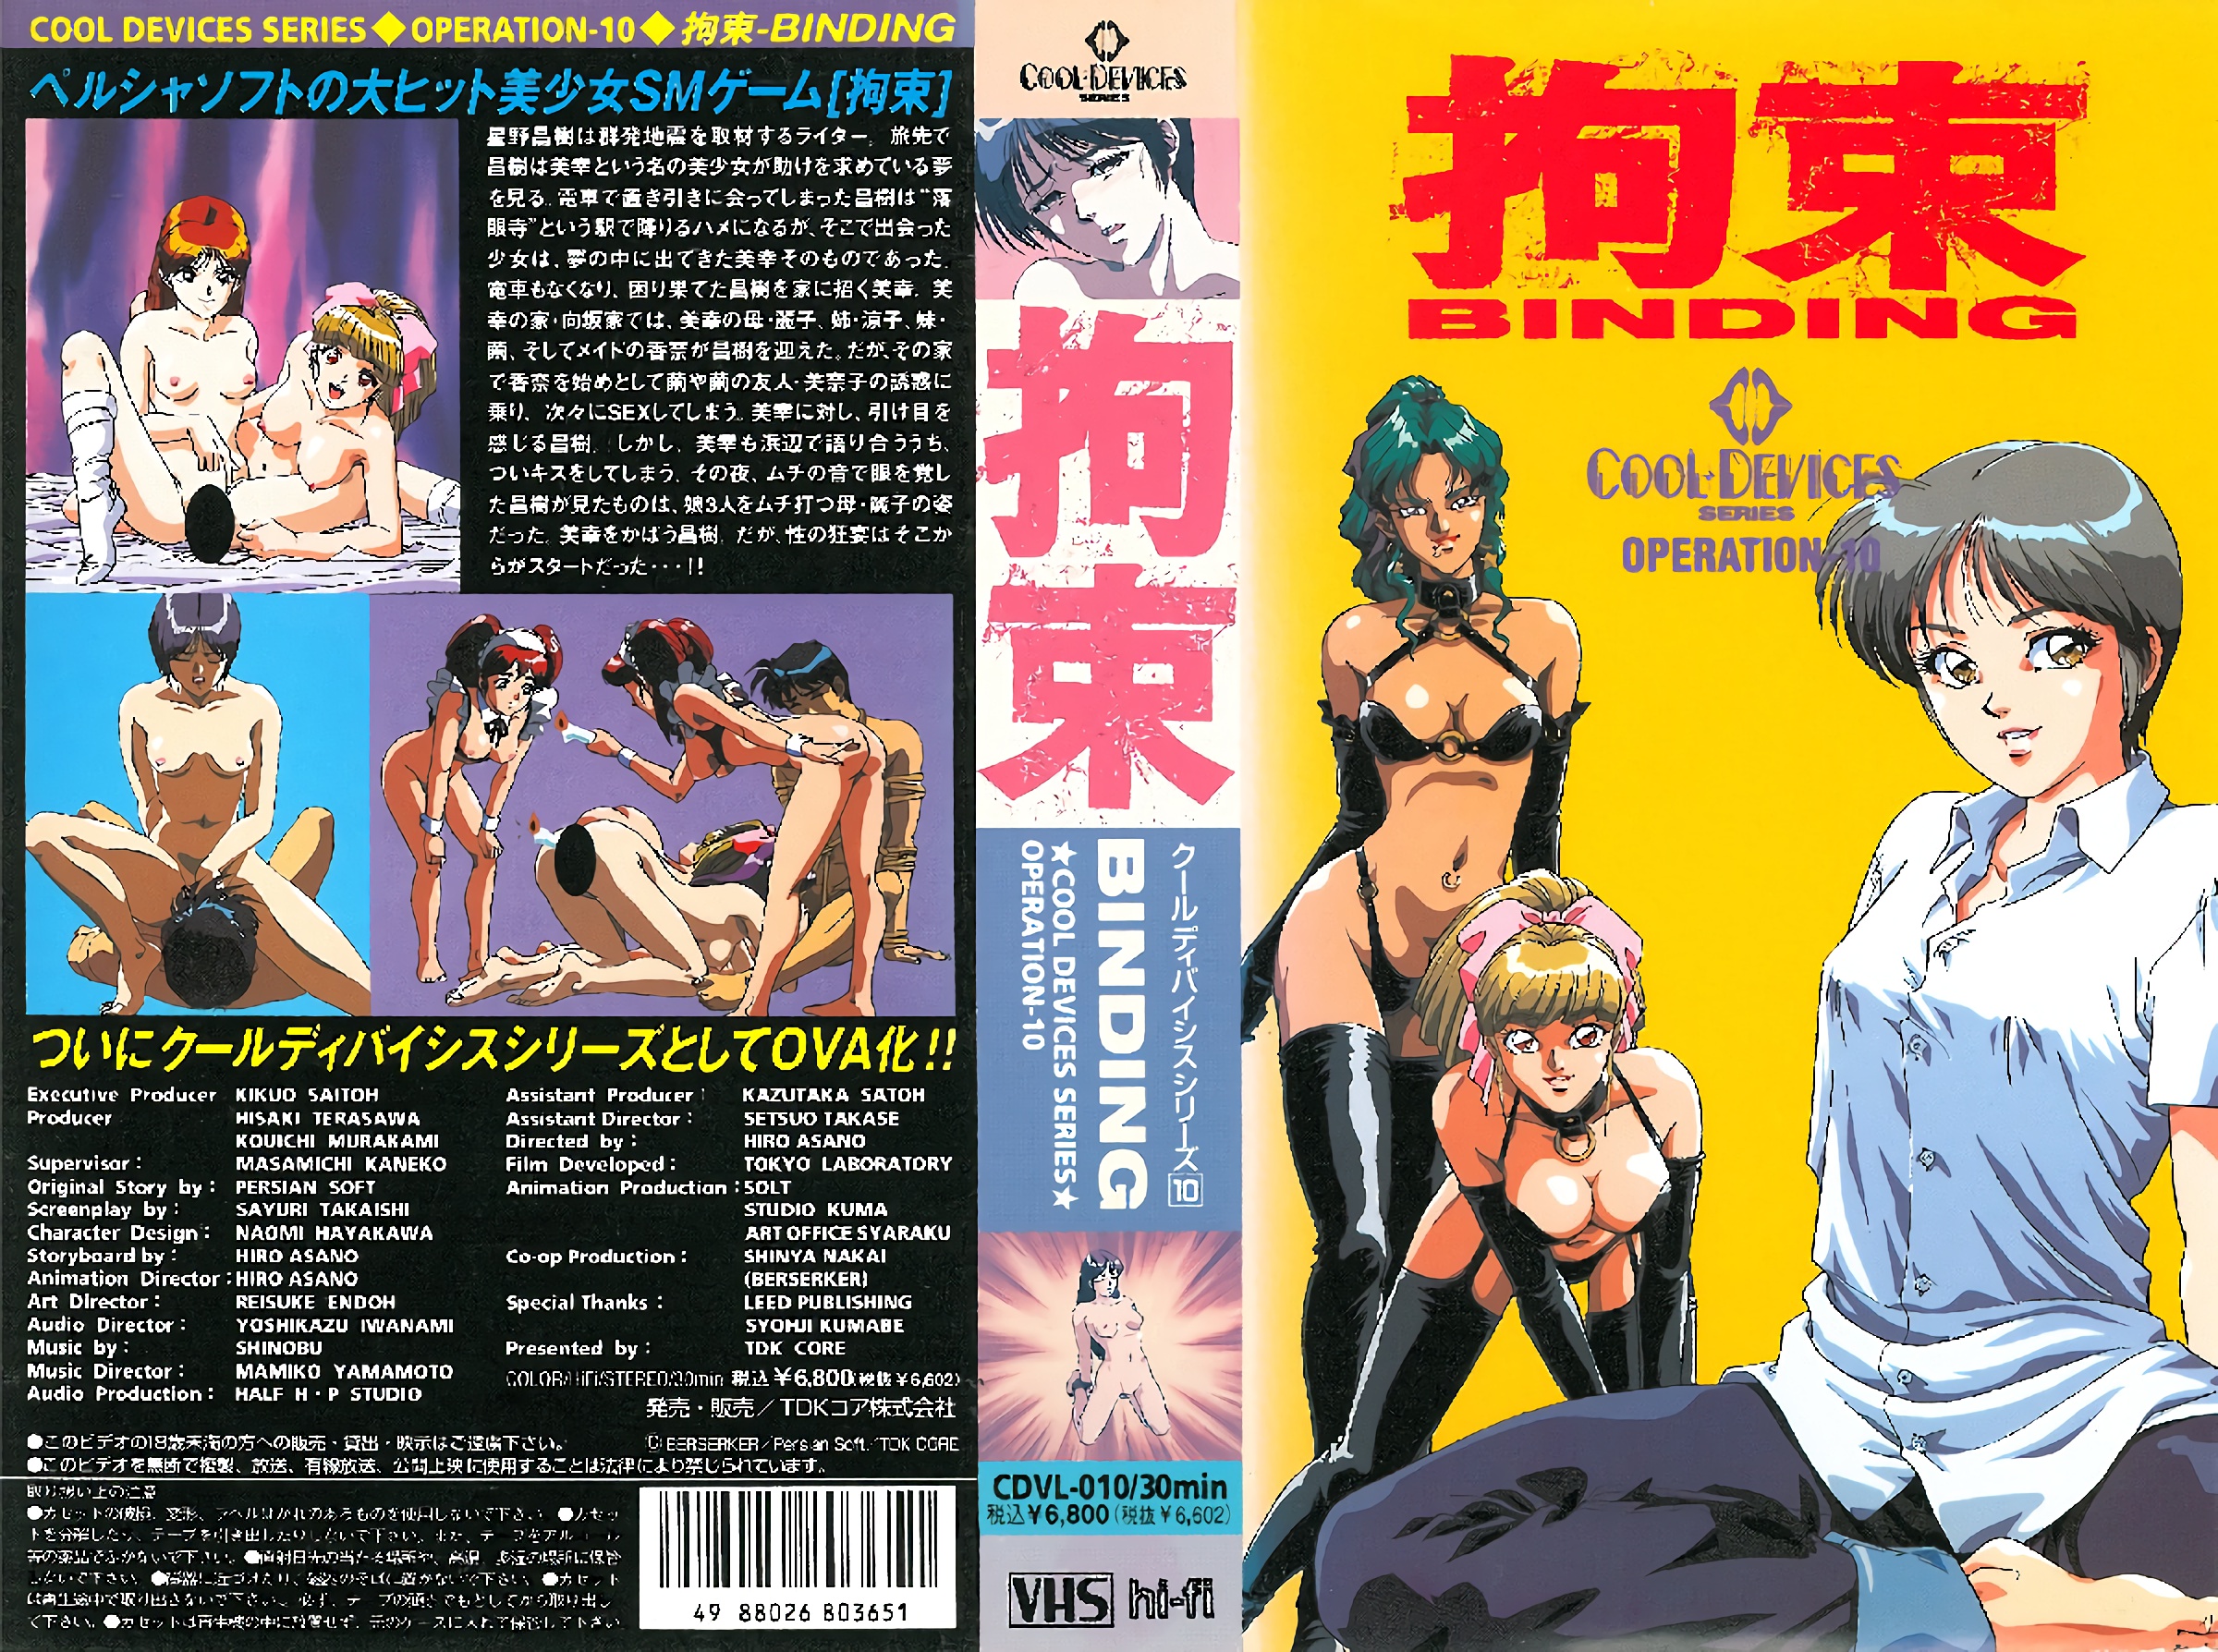 COOL DEVICES SERIES◆OPERATION-10◆拘束-BINDING
ペルシャソフトの大ヒット美少女SMゲーム[拘束]
星野昌樹は群発地震を取材するライター。旅先で
昌樹は美幸という名の美少女が助けを求めている夢
を見る。電車で置き引きに会ってしまった昌樹は“落
眼寺”という駅で降りるハメになるが、そこで出会った
少女は、夢の中に出てきた美幸そのものであった。
電車もなくなり、困り果てた昌樹を家に招く美幸。美
幸の家・向坂家では、美幸の母・麗子、姉・涼子、妹・
繭、そしてメイドの香奈が昌樹を迎えた。だが、その家
で香奈を始めとして繭や繭の友人・美奈子の誘惑に
乗り、次々にSEXしてしまう。美幸に対し、引け目を
感じる昌樹。しかし、美幸も浜辺で語り合ううち、
ついキスをしてしまう。その夜、ムチの音で眼を覚し
た昌樹が見たものは、娘3人をムチ打つ母・麗子の姿
だった。美幸をかばう昌樹。だが、性の狂宴はそこか
らがスタートだった・・・!!
ついにクールディバイシスシリーズとしてOVA化!!
Executive Producer KIKUO SAITOH
Producer HISAKI TERASAWA
KOUICHI MURAKAMI
Supervisor: MASAMICHI KANEKO
Original Story by: PERSIAN SOFT
Screenplay by: SAYURI TAKAISHI
Character Design: NAOMI HAYAKAWA
Storyboard by: HIRO ASANO
Animation Director: HIRO ASANO
Art Director: REISUKE ENDOH
Audio Director: YOSHIKAZU IWANAMI
Music by: SHINOBU
Music Director: MAMIKO YAMAMOTO
Audio Production: HALF H・P STUDIO
Assistant Producer: KAZUTAKA SATOH
Assistant Director: SETSUO TAKASE
Directed by: HIRO ASANO
Film Developed: TOKYO LABORATORY
Animation Production: SOLT
STUDIO KUMA
ART OFFICE SYARAKU
Co-op Production: SHINYA NAKAI
(BERSERKER)
Special Thanks: LEED PUBLISHING
SYOHJI KUMABE
Presented by: TDK CORE
COLOR/HiFi/STEREO/30min 税込¥6,800(税抜¥6,602)
発売・販売/TDKコア株式会社
●このビデオの18歳未満の方への販売・貸出・映示はご遠慮下さい。
© BERSERKER/Persian Soft./TDK CORE
●このビデオを無断で複製、放送、有線放送、公開上映に使用することは法律により禁じられています。
取り扱い上の注意
49 88026 803651
COOL DEVICES
SERIES
拘束
BINDING
★COOL DEVICES SERIES★
OPERATION-10
クールディバイシスシリーズ10
CDVL-010/30min
税込¥6,800(税抜¥6,602)
VHS hi-fi
拘束
BINDING
COOL DEVICES
SERIES
OPERATION-10